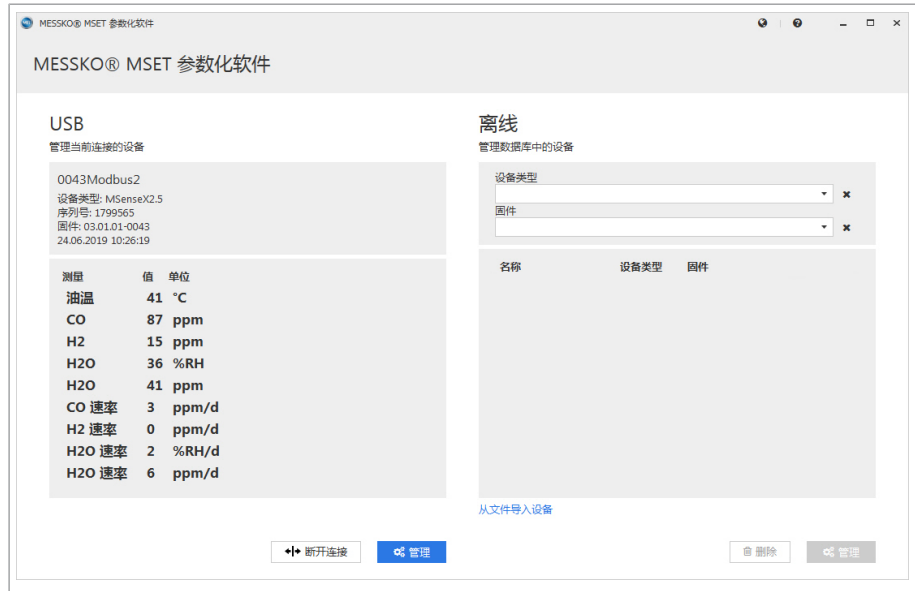 MESSKO® MSET 参数化软件
MESSKO® MSET 参数化软件
USB
管理当前连接的设备
0043Modbus2
设备类型: MSenseX2.5
序列号: 1799565
固件: 03.01.01-0043
24.06.2019 10:26:19
测量 值 单位
油温 41 °C
CO 87 ppm
H2 15 ppm
H2O 36 %RH
H2O 41 ppm
CO 速率 3 ppm/d
H2 速率 0 ppm/d
H2O 速率 2 %RH/d
H2O 速率 6 ppm/d
断开连接 管理
离线
管理数据库中的设备
设备类型
固件
名称 设备类型 固件
从文件导入设备
删除 管理